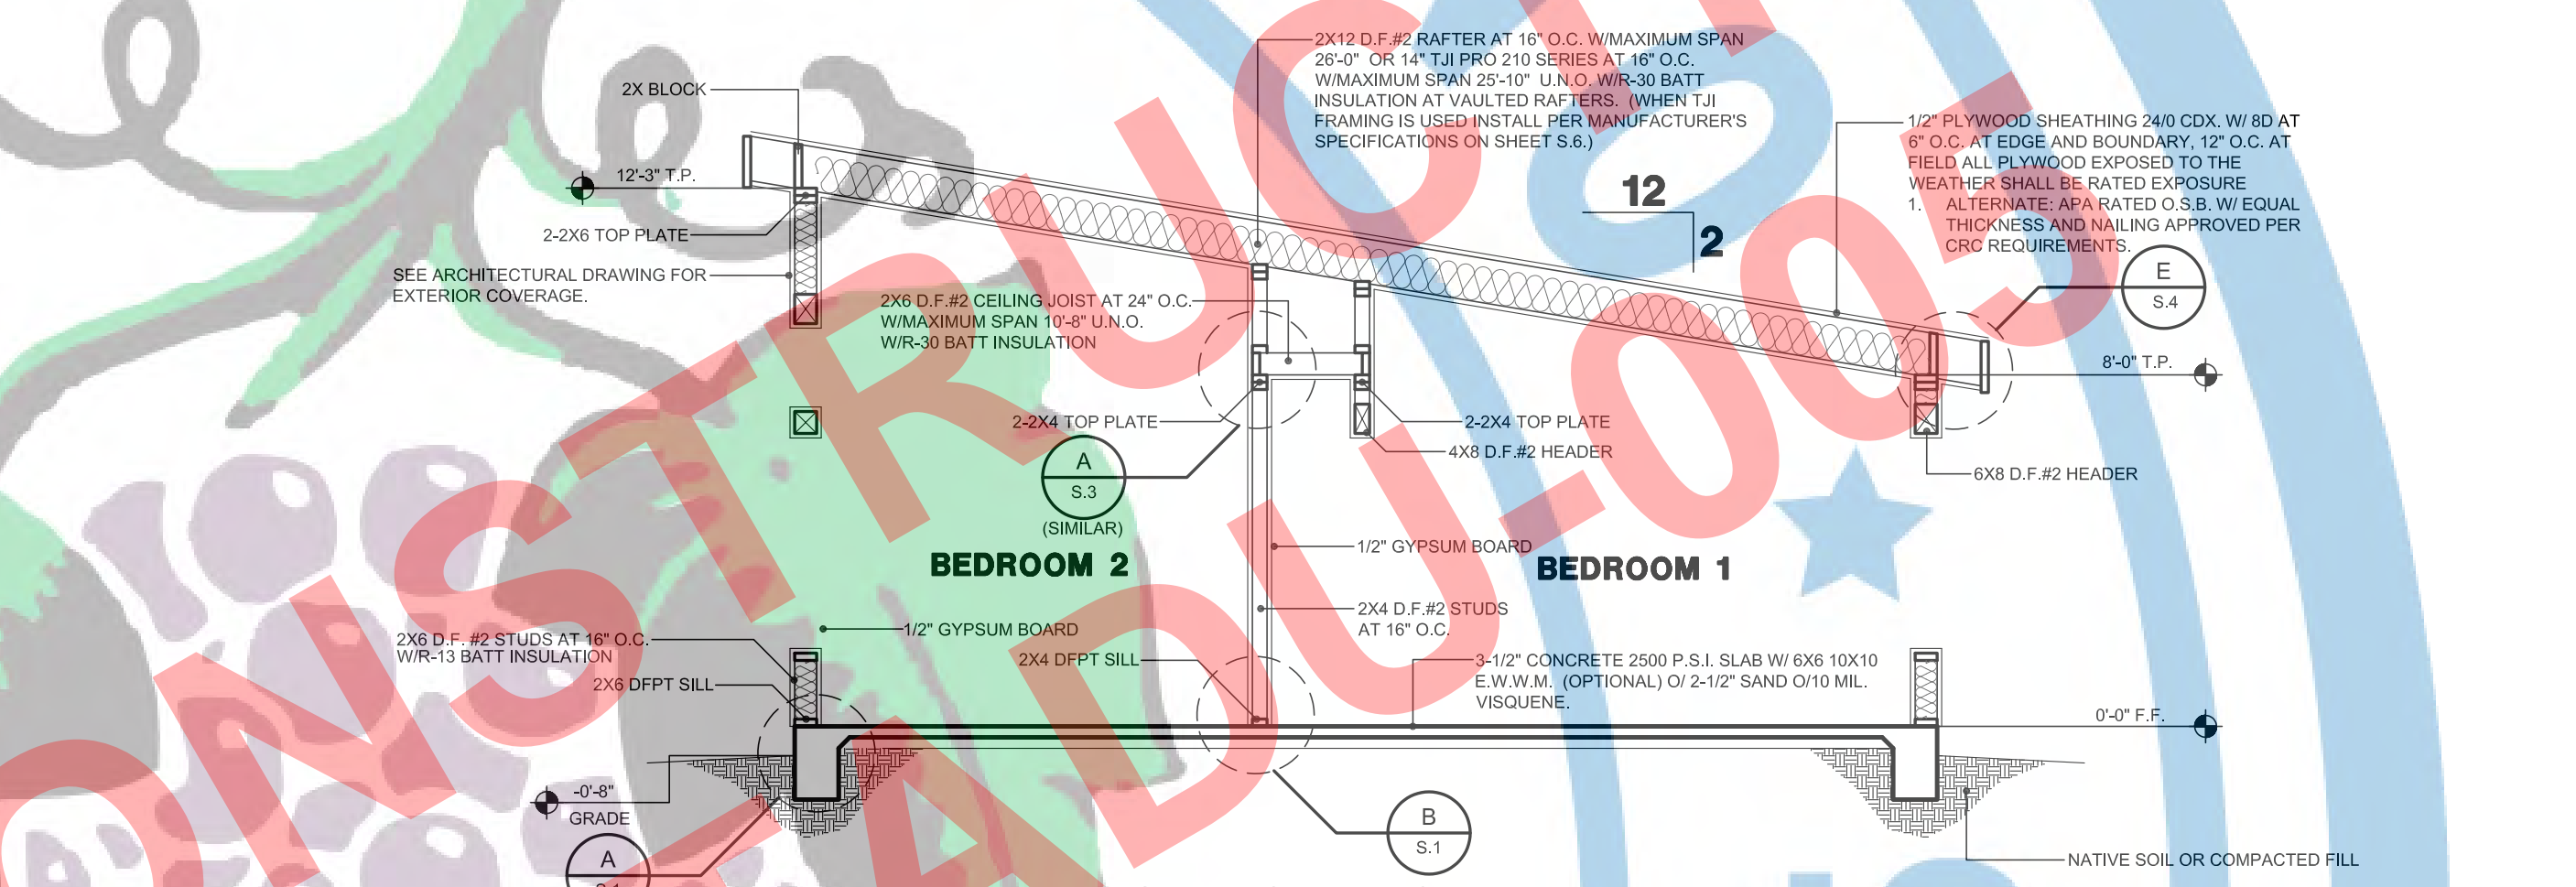 2X12 D.F.#2 RAFTER AT 16" O.C. W/MAXIMUM SPAN
26'-0" OR 14" TJI PRO 210 SERIES AT 16" O.C.
W/MAXIMUM SPAN 25'-10" U.N.O. W/R-30 BATT
INSULATION AT VAULTED RAFTERS. (WHEN TJI
FRAMING IS USED INSTALL PER MANUFACTURER'S
SPECIFICATIONS ON SHEET S.6.)
2X BLOCK
1/2" PLYWOOD SHEATHING 24/0 CDX. W/ 8D AT
6" O.C. AT EDGE AND BOUNDARY, 12" O.C. AT
FIELD ALL PLYWOOD EXPOSED TO THE
WEATHER SHALL BE RATED EXPOSURE
1. ALTERNATE: APA RATED O.S.B. W/ EQUAL
THICKNESS AND NAILING APPROVED PER
CRC REQUIREMENTS.
12'-3" T.P.
12
2
2-2X6 TOP PLATE
SEE ARCHITECTURAL DRAWING FOR
EXTERIOR COVERAGE.
2X6 D.F.#2 CEILING JOIST AT 24" O.C.
W/MAXIMUM SPAN 10'-8" U.N.O.
W/R-30 BATT INSULATION
E
S.4
8'-0" T.P.
2-2X4 TOP PLATE
2-2X4 TOP PLATE
4X8 D.F.#2 HEADER
6X8 D.F.#2 HEADER
A
S.3
(SIMILAR)
1/2" GYPSUM BOARD
BEDROOM 2
BEDROOM 1
2X4 D.F.#2 STUDS
AT 16" O.C.
1/2" GYPSUM BOARD
2X6 D.F. #2 STUDS AT 16" O.C.
W/R-13 BATT INSULATION
2X4 DFPT SILL
3-1/2" CONCRETE 2500 P.S.I. SLAB W/ 6X6 10X10
E.W.W.M. (OPTIONAL) O/ 2-1/2" SAND O/10 MIL.
VISQUENE.
2X6 DFPT SILL
0'-0" F.F.
-0'-8"
GRADE
B
S.1
A
NATIVE SOIL OR COMPACTED FILL
ONSTRUCTI
ADU-005